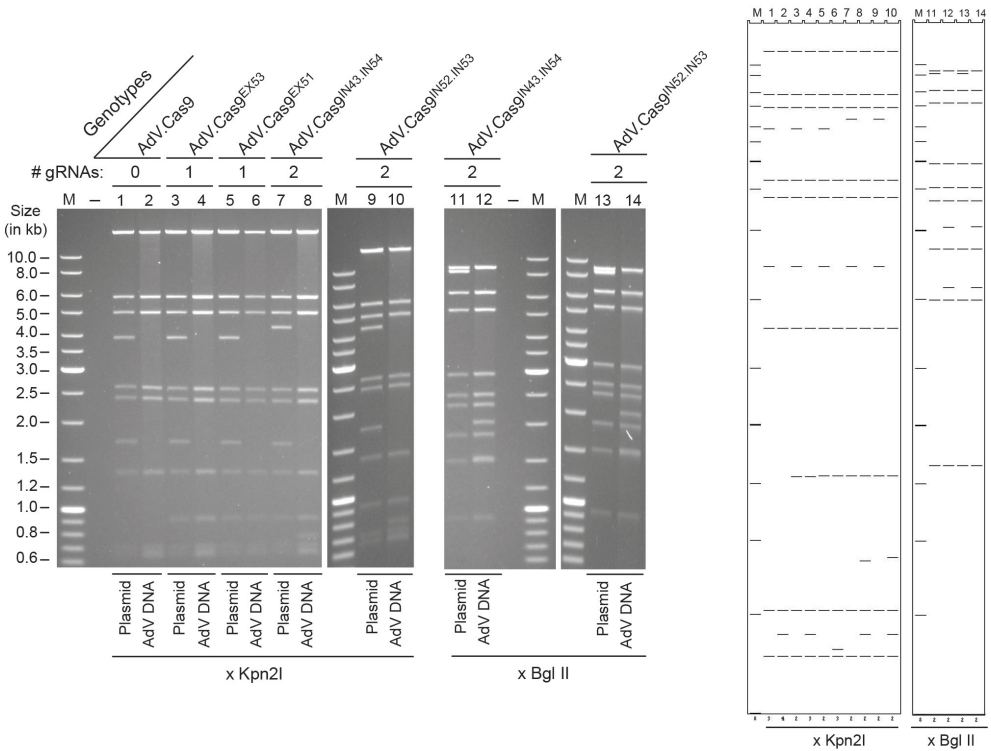 Genotypes
AdV.Cas9
AdV.Cas9EX53
AdV.Cas9EX51
AdV.Cas9IN43.IN54
AdV.Cas9IN52.IN53
AdV.Cas9IN43.IN54
AdV.Cas9IN52.IN53
# gRNAs: 0 1 1 2 2 2 2
M – 1 2 3 4 5 6 7 8 M 9 10 11 12 – M M 13 14
Size
(in kb)
10.0
8.0
6.0
5.0
4.0
3.5
3.0
2.5
2.0
1.5
1.2
1.0
0.8
0.6
Plasmid
AdV DNA
Plasmid
AdV DNA
Plasmid
AdV DNA
Plasmid
AdV DNA
Plasmid
AdV DNA
Plasmid
AdV DNA
Plasmid
AdV DNA
x Kpn2I
x Bgl II
M 1 2 3 4 5 6 7 8 9 10
M 11 12 13 14
x Kpn2I
x Bgl II